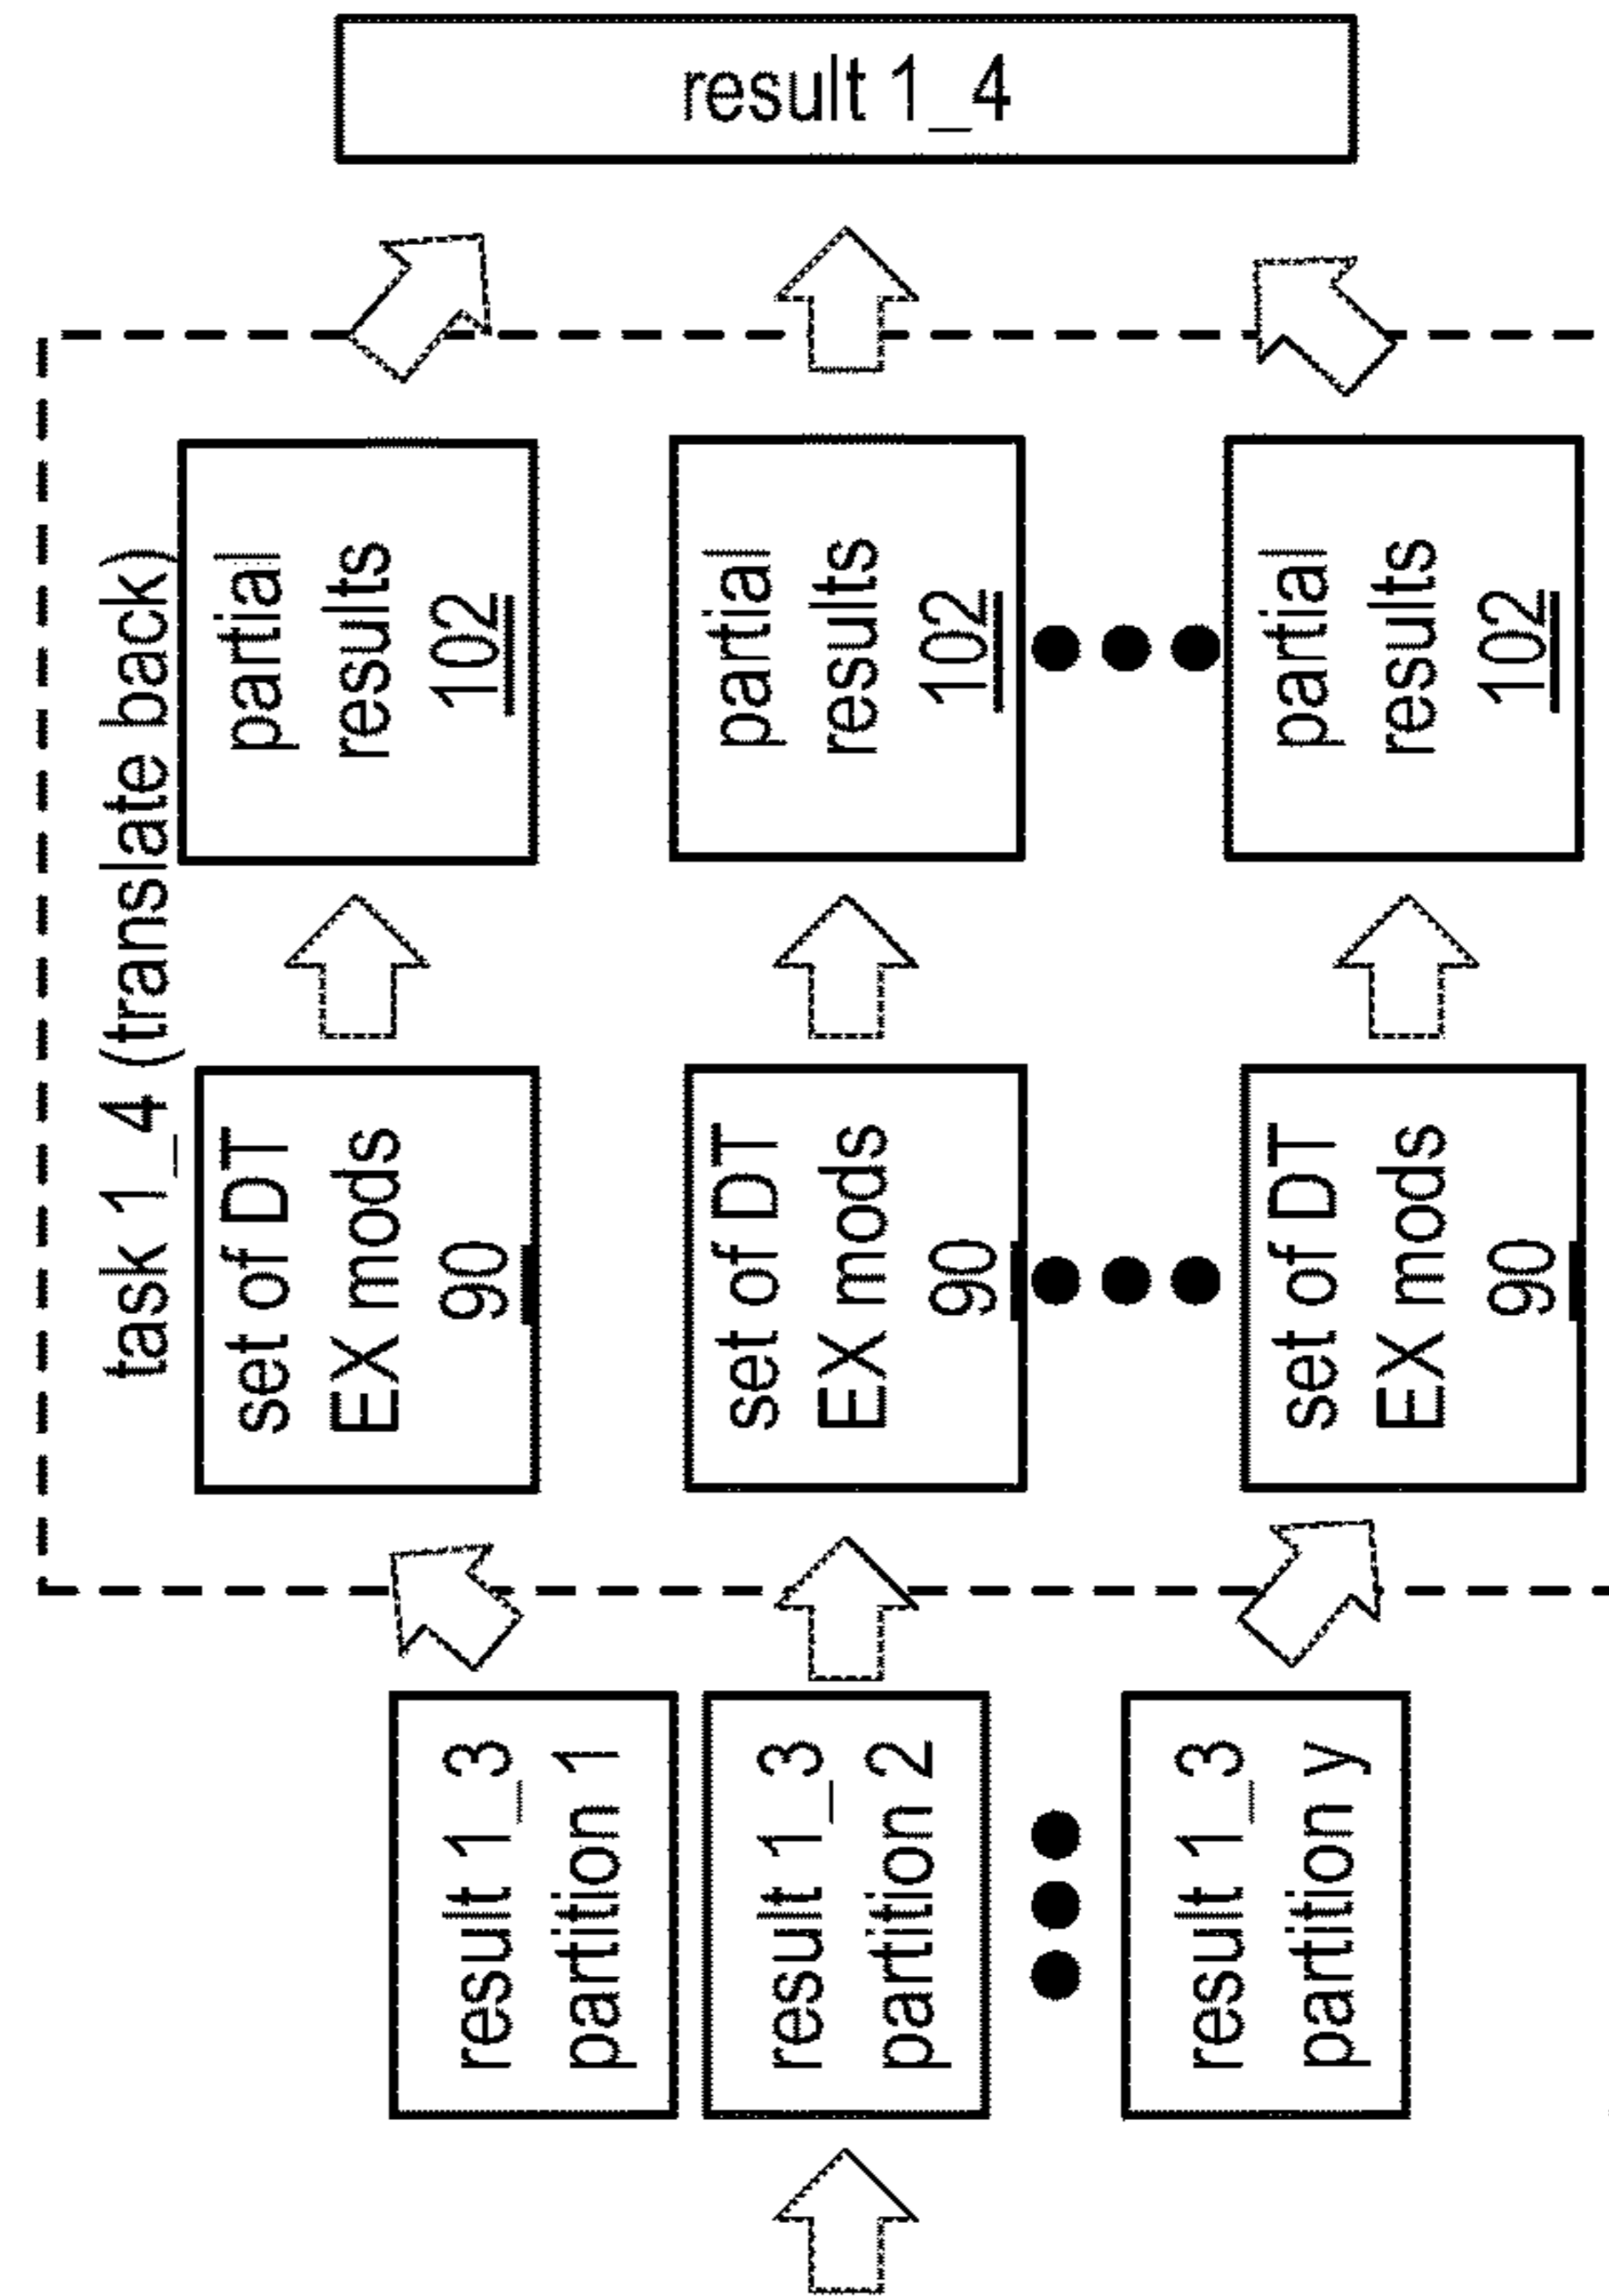 result 1_4
task 1_4 (translate back)
partial
results
102
partial
results
102
partial
results
102
set of DT
EX mods
90
set of DT
EX mods
90
set of DT
EX mods
90
result 1_3
partition 1
result 1_3
partition 2
result 1_3
partition y